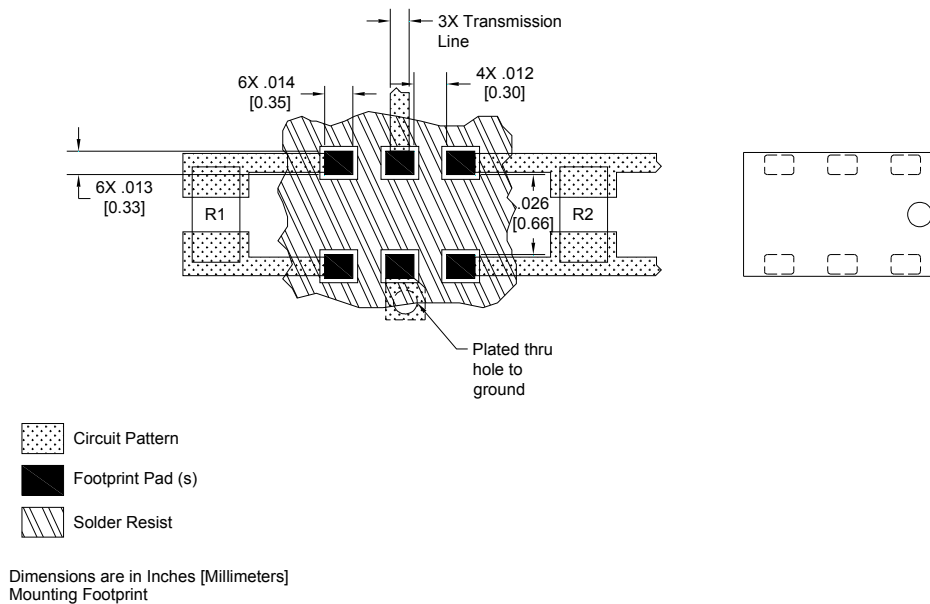 3X Transmission
Line
6X .014
[0.35]
4X .012
[0.30]
6X .013
[0.33]
R1
.026
[0.66]
R2
Plated thru
hole to
ground
Circuit Pattern
Footprint Pad (s)
Solder Resist
Dimensions are in Inches [Millimeters]
Mounting Footprint